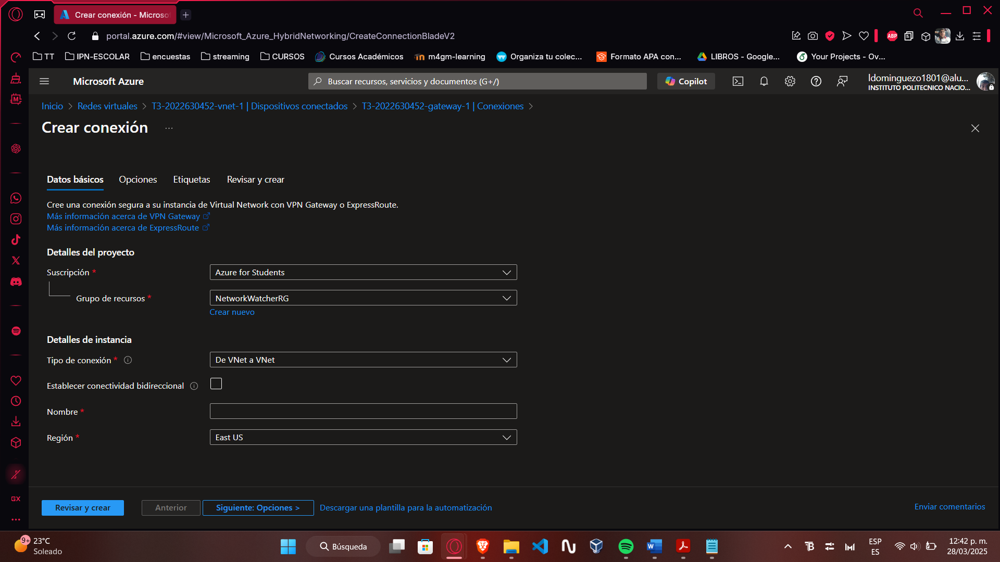 Crear conexión - Microsof
portal.azure.com/#view/Microsoft_Azure_HybridNetworking/CreateConnectionBladeV2
ABP
TT
IPN-ESCOLAR
encuestas
streaming
CURSOS
Cursos Académicos
m4gm-learning
Organiza tu colec...
Formato APA con...
LIBROS - Google...
Your Projects - Ov...
Microsoft Azure
Buscar recursos, servicios y documentos (G+/)
Copilot
ldominguezo1801@alu...
INSTITUTO POLITECNICO NACIO...
Inicio > Redes virtuales > T3-2022630452-vnet-1 | Dispositivos conectados > T3-2022630452-gateway-1 | Conexiones >
Crear conexión ...
Datos básicos
Opciones
Etiquetas
Revisar y crear
Cree una conexión segura a su instancia de Virtual Network con VPN Gateway o ExpressRoute.
Más información acerca de VPN Gateway
Más información acerca de ExpressRoute
Detalles del proyecto
Suscripción *
Azure for Students
Grupo de recursos *
NetworkWatcherRG
Crear nuevo
Detalles de instancia
Tipo de conexión *
De VNet a VNet
Establecer conectividad bidireccional
Nombre *
Región *
East US
GX
Revisar y crear
Anterior
Siguiente: Opciones >
Descargar una plantilla para la automatización
Enviar comentarios
9+
23°C
Soleado
Búsqueda
ESP
ES
12:42 p. m.
28/03/2025